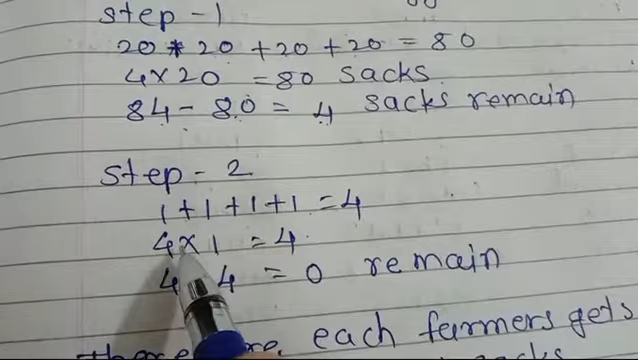 step - 1
20 * 20 + 20 + 20 = 80
4 x 20 = 80 sacks
84 - 80 = 4 sacks remain
step - 2
1 + 1 + 1 + 1 = 4
4 x 1 = 4
4 4 = 0 remain
each farmers gets